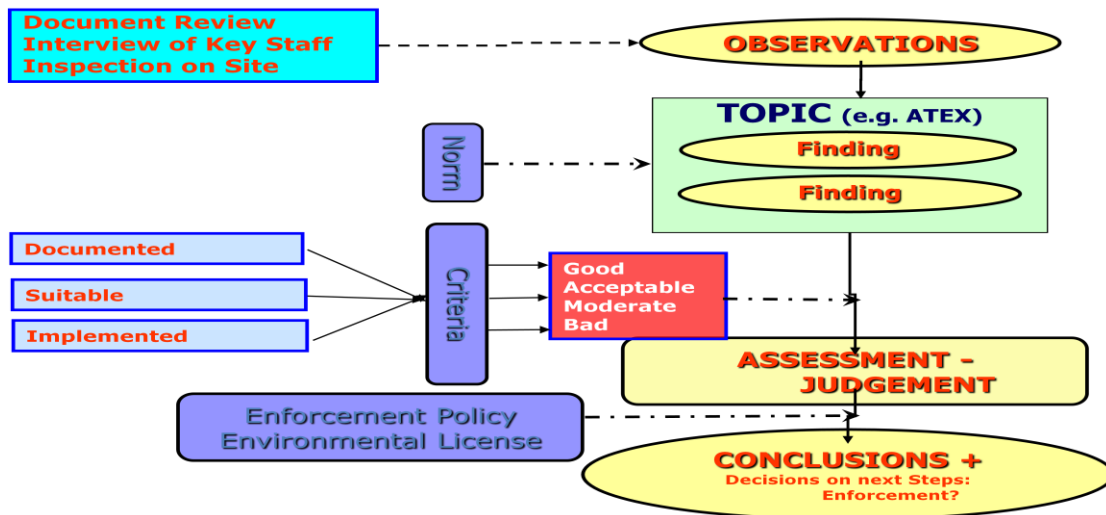 Document Review
Interview of Key Staff
Inspection on Site
OBSERVATIONS
TOPIC (e.g. ATEX)
Finding
Finding
Norm
Documented
Suitable
Implemented
Criteria
Good
Acceptable
Moderate
Bad
ASSESSMENT -
JUDGEMENT
Enforcement Policy
Environmental License
CONCLUSIONS +
Decisions on next Steps:
Enforcement?